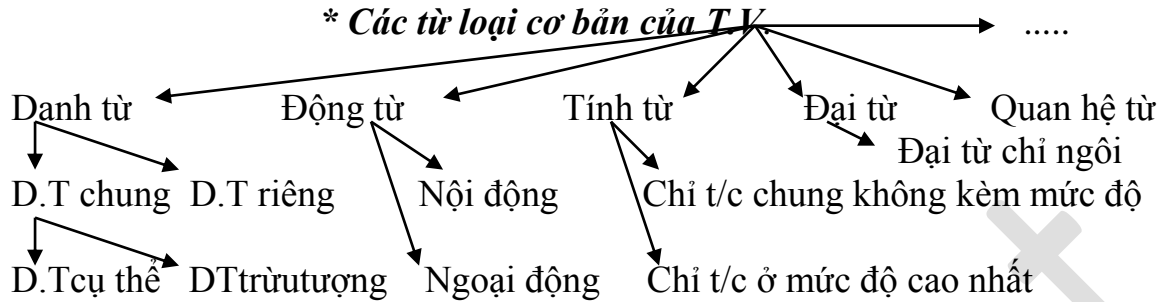 * Các từ loại cơ bản của T.V. .....
Danh từ Động từ Tính từ Đại từ Quan hệ từ
Đại từ chỉ ngôi
D.T chung D.T riêng Nội động Chỉ t/c chung không kèm mức độ
D.Tcụ thể DTtrừutượng Ngoại động Chỉ t/c ở mức độ cao nhất